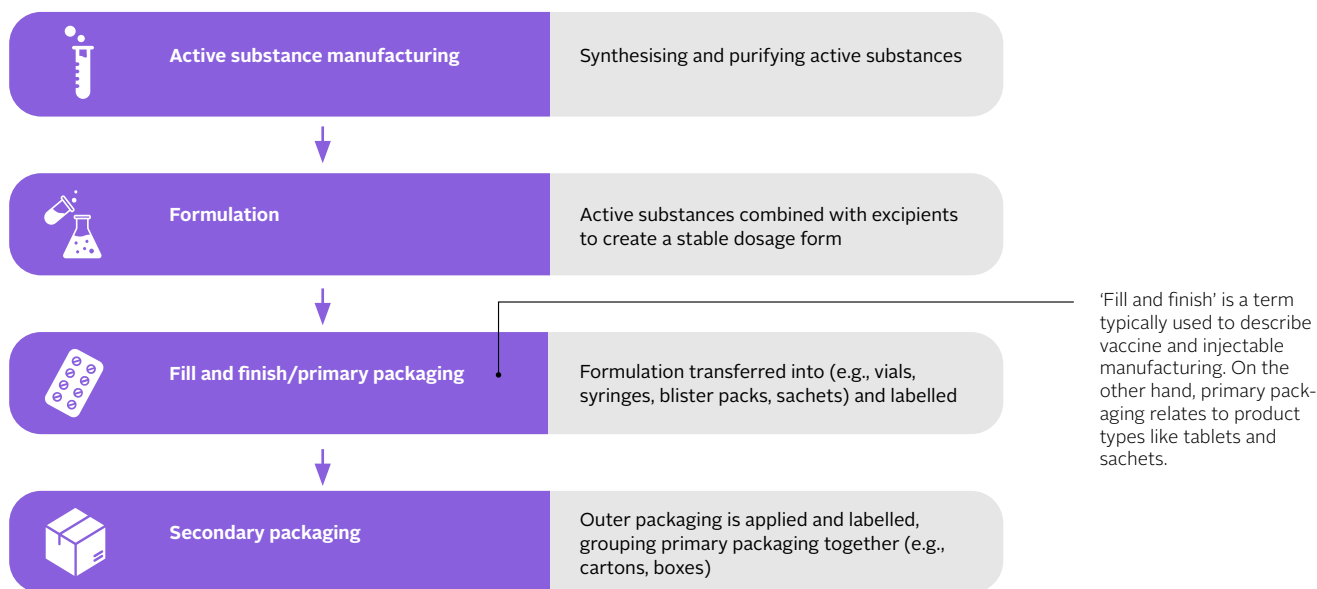 Active substance manufacturing
Synthesising and purifying active substances
Formulation
Active substances combined with excipients
to create a stable dosage form
Fill and finish/primary packaging
Formulation transferred into (e.g., vials,
syringes, blister packs, sachets) and labelled
‘Fill and finish’ is a term
typically used to describe
vaccine and injectable
manufacturing. On the
other hand, primary pack-
aging relates to product
types like tablets and
sachets.
Secondary packaging
Outer packaging is applied and labelled,
grouping primary packaging together (e.g.,
cartons, boxes)